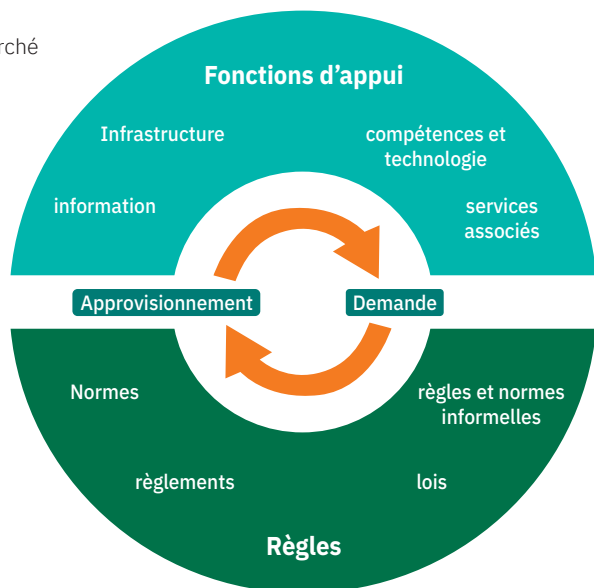 Fonctions d'appui
Infrastructure
compétences et
technologie
information
services
associés
Approvisionnement
Demande
Normes
règles et normes
informelles
règlements
lois
Règles